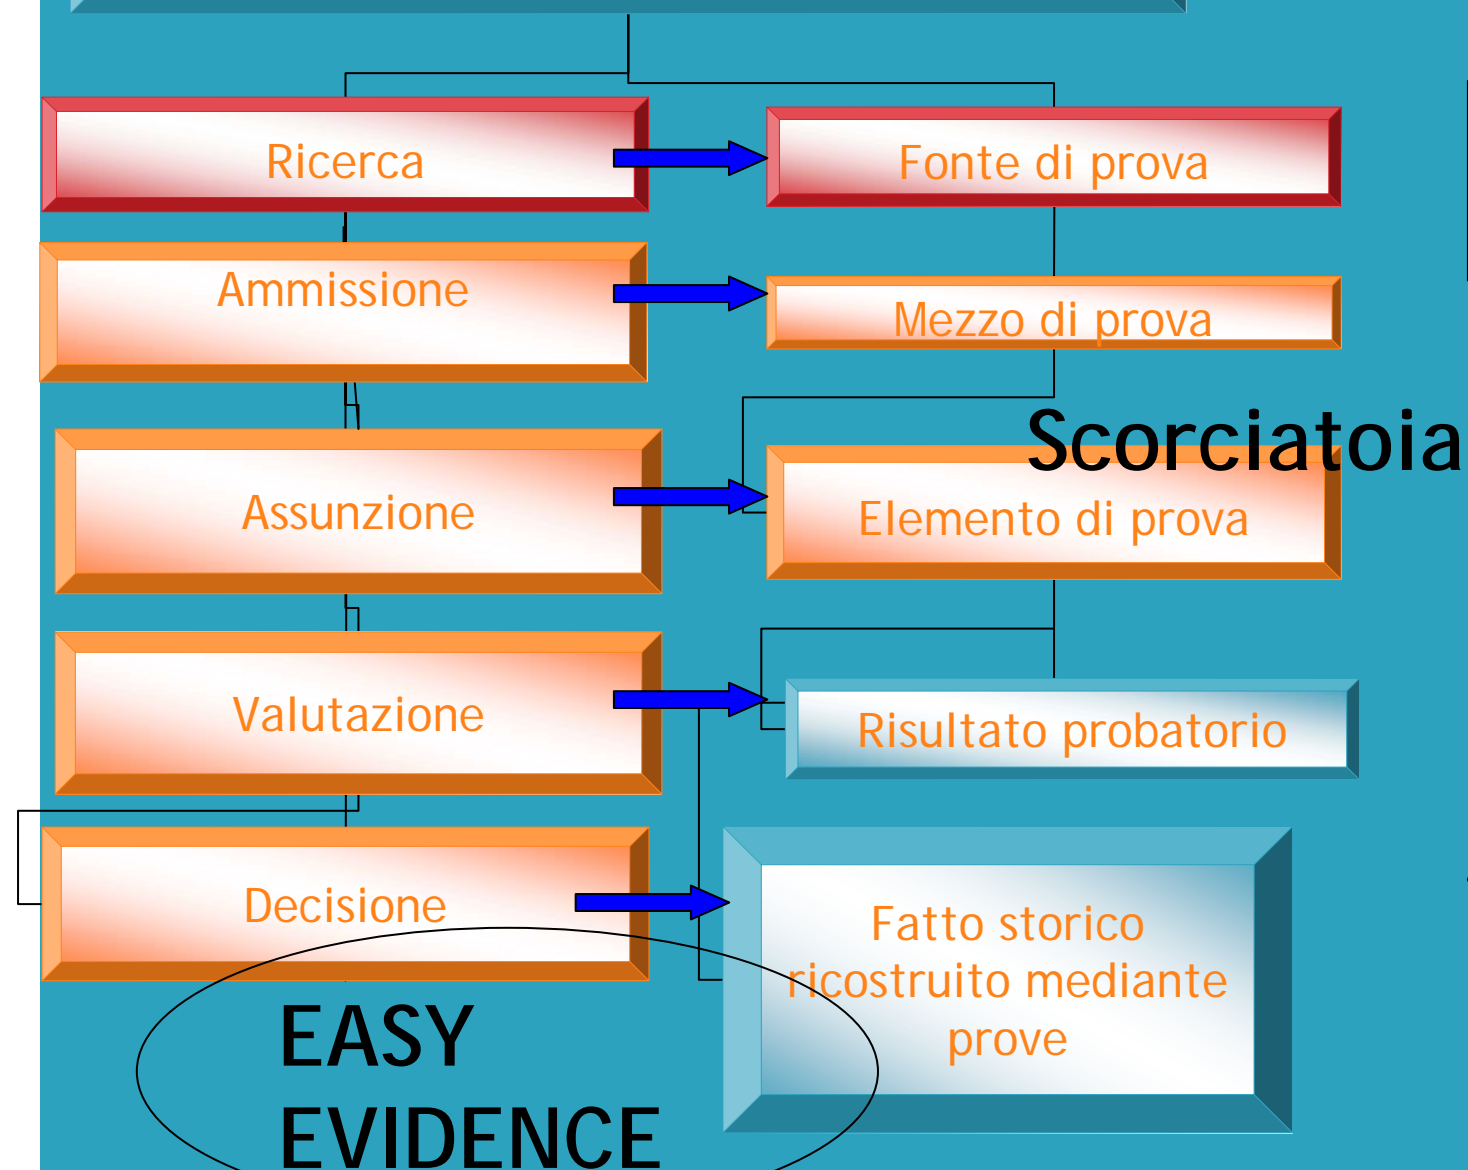 Ricerca
Fonte di prova
Ammissione
Mezzo di prova
Scorciatoia
Assunzione
Elemento di prova
Valutazione
Risultato probatorio
Decisione
Fatto storico
ricostruito mediante
prove
EASY
EVIDENCE